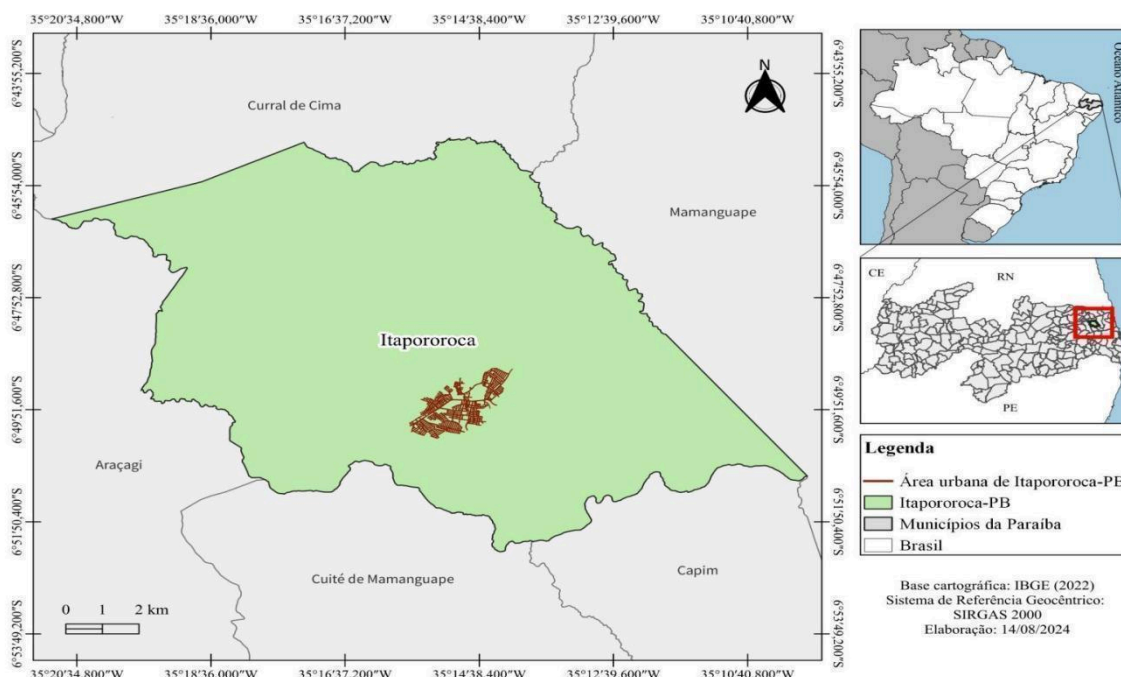 35°20'34,800"W 35°18'36,000"W 35°16'37,200"W 35°14'38,400"W 35°12'39,600"W 35°10'40,800"W
6°43'55,200"S
6°45'54,000"S
6°47'52,800"S
6°49'51,600"S
6°51'50,400"S
6°53'49,200"S
N
Curral de Cima
Mamanguape
Itapororoca
Araçagi
Cuité de Mamanguape
Capim
0 1 2 km
6°43'55,200"S
6°45'54,000"S
6°47'52,800"S
6°49'51,600"S
6°51'50,400"S
6°53'49,200"S
35°20'34,800"W 35°18'36,000"W 35°16'37,200"W 35°14'38,400"W 35°12'39,600"W 35°10'40,800"W
Oceano Atlântico
CE
RN
PE
Legenda
Área urbana de Itapororoca-PB
Itapororoca-PB
Municípios da Paraíba
Brasil
Base cartográfica: IBGE (2022)
Sistema de Referência Geocêntrico:
SIRGAS 2000
Elaboração: 14/08/2024